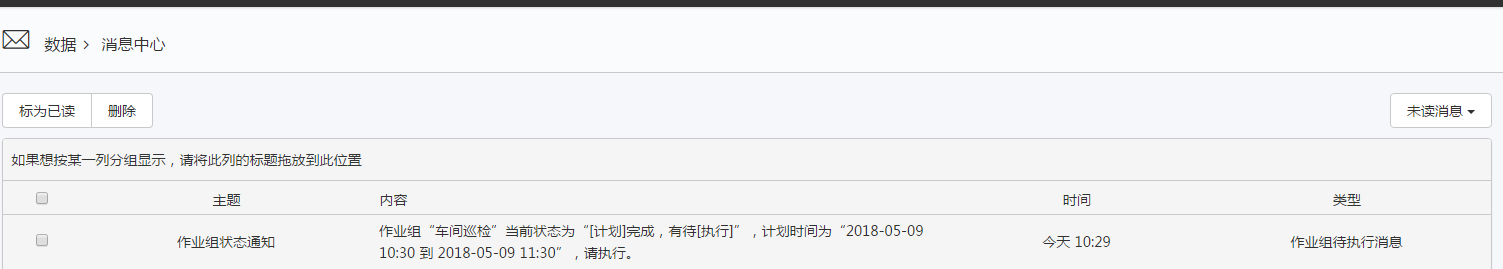 数据 > 消息中心
标为已读 删除 未读消息
如果想按某一列分组显示，请将此列的标题拖放到此位置
主题 内容 时间 类型
作业组状态通知 作业组“车间巡检”当前状态为“[计划]完成，有待[执行]”，计划时间为“2018-05-09 今天 10:29 作业组待执行消息
10:30 到 2018-05-09 11:30”，请执行。